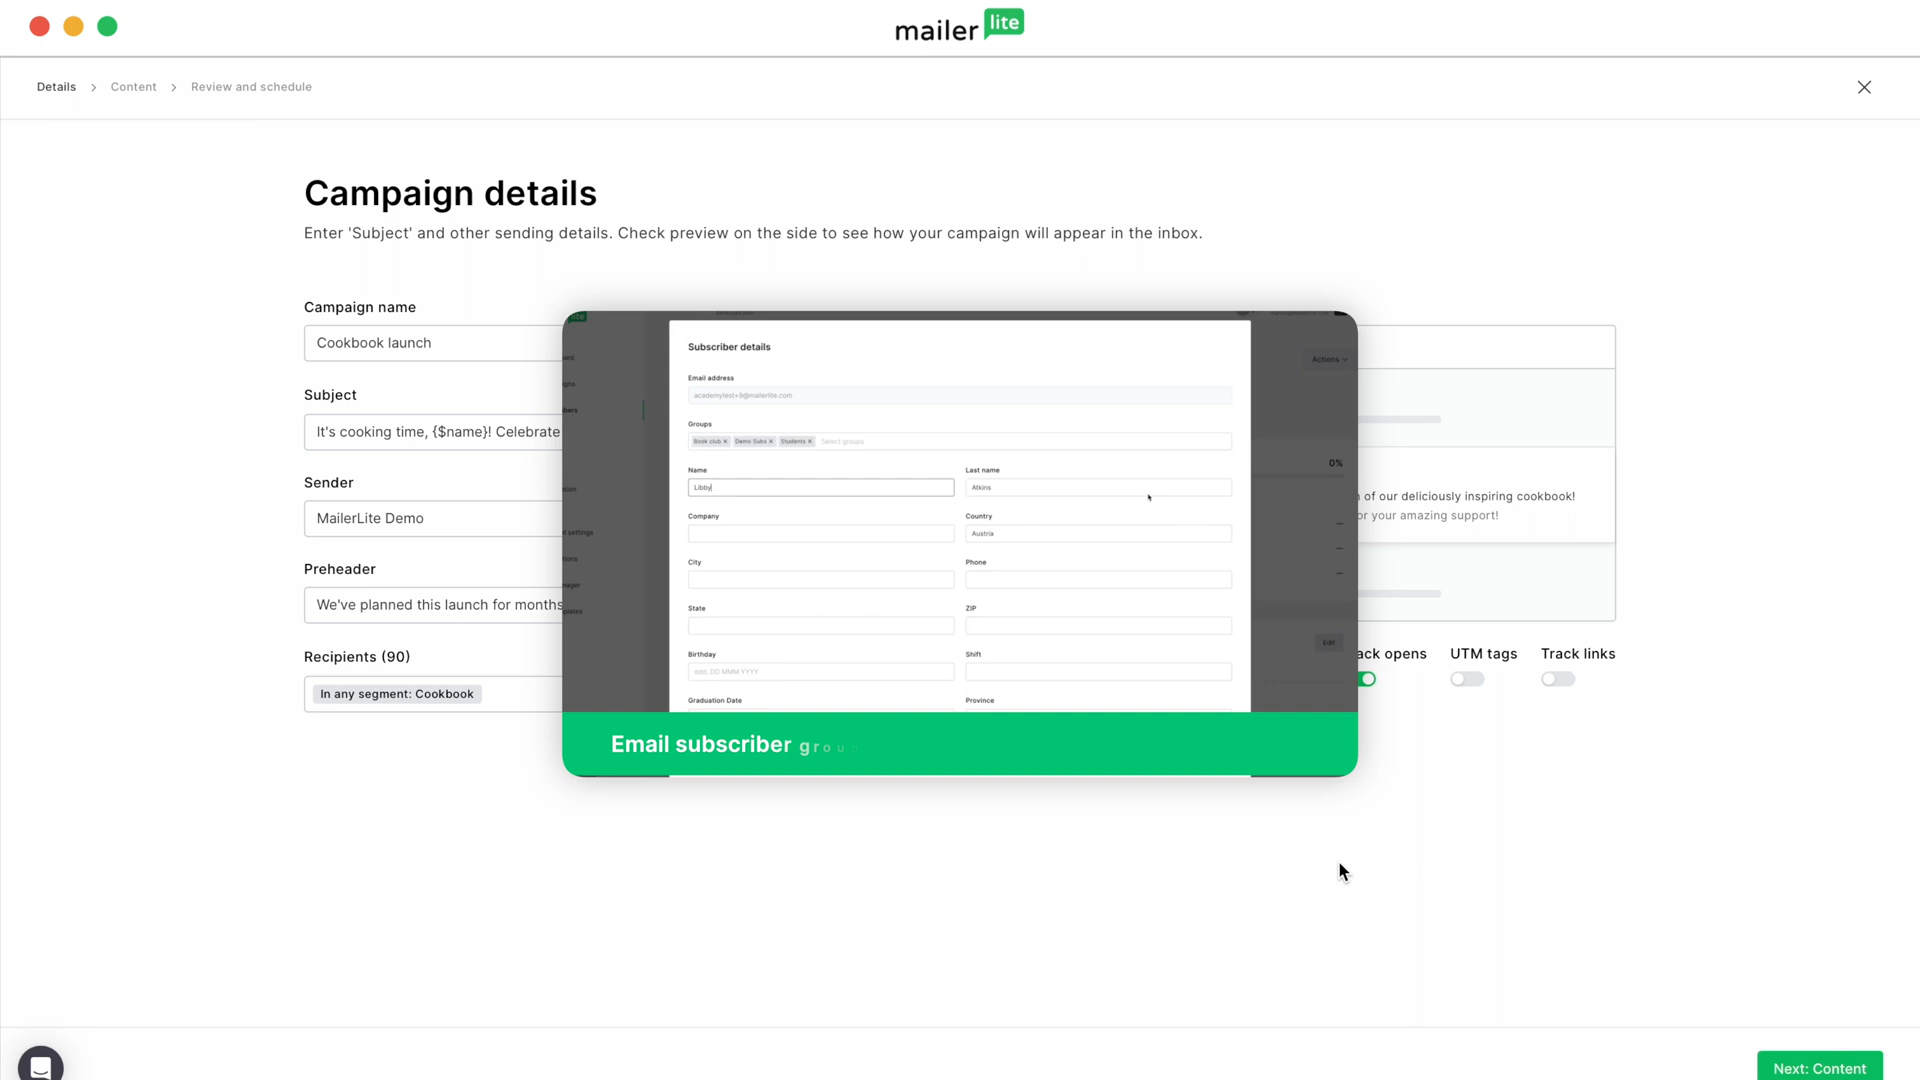 mailer lite
Details > Content > Review and schedule
Campaign details
Enter 'Subject' and other sending details. Check preview on the side to see how your campaign will appear in the inbox.
Campaign name
Cookbook launch
Subject
It's cooking time, {$name}! Celebrate
Sender
MailerLite Demo
Preheader
We've planned this launch for months
Recipients (90)
In any segment: Cookbook
lite
Actions
Subscriber details
Email address
academytest+9@mailerlite.com
Groups
Book club × Demo Subs × Students × Select groups
Name Last name
Libby Atkins
Company Country
Austria
City Phone
State ZIP
Birthday Shift
ddd, DD MMM YYYY
Graduation Date Province
0%
Edit
Email subscriber group
of our deliciously inspiring cookbook!
or your amazing support!
ack opens UTM tags Track links
Next: Content